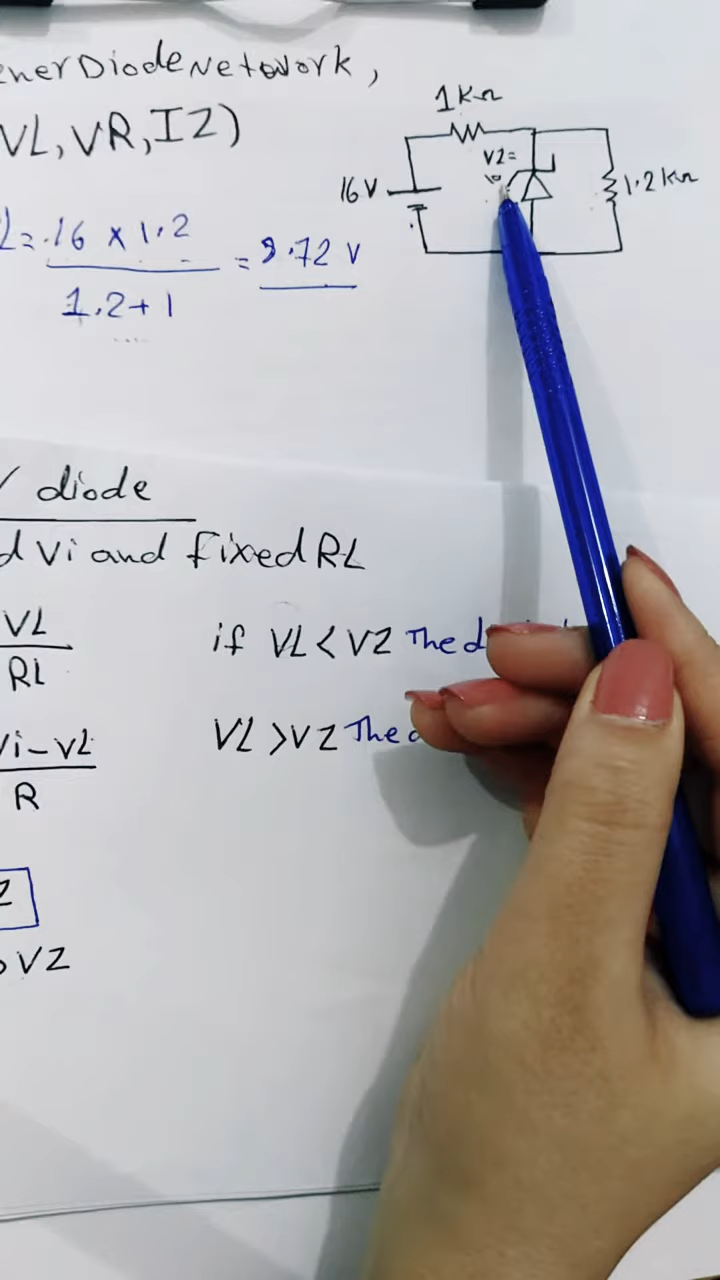 enerDiodeNetwork,
VL, VR, IZ)
1KΩ
VZ=
10
16V
1.2KΩ
L= 16 x 1.2
= 8.72 V
1.2+1
diode
d Vi and fixed RL
VL
RL
if VL < VZ The d
Vi-VL
R
VL > VZ The d
Z
VZ